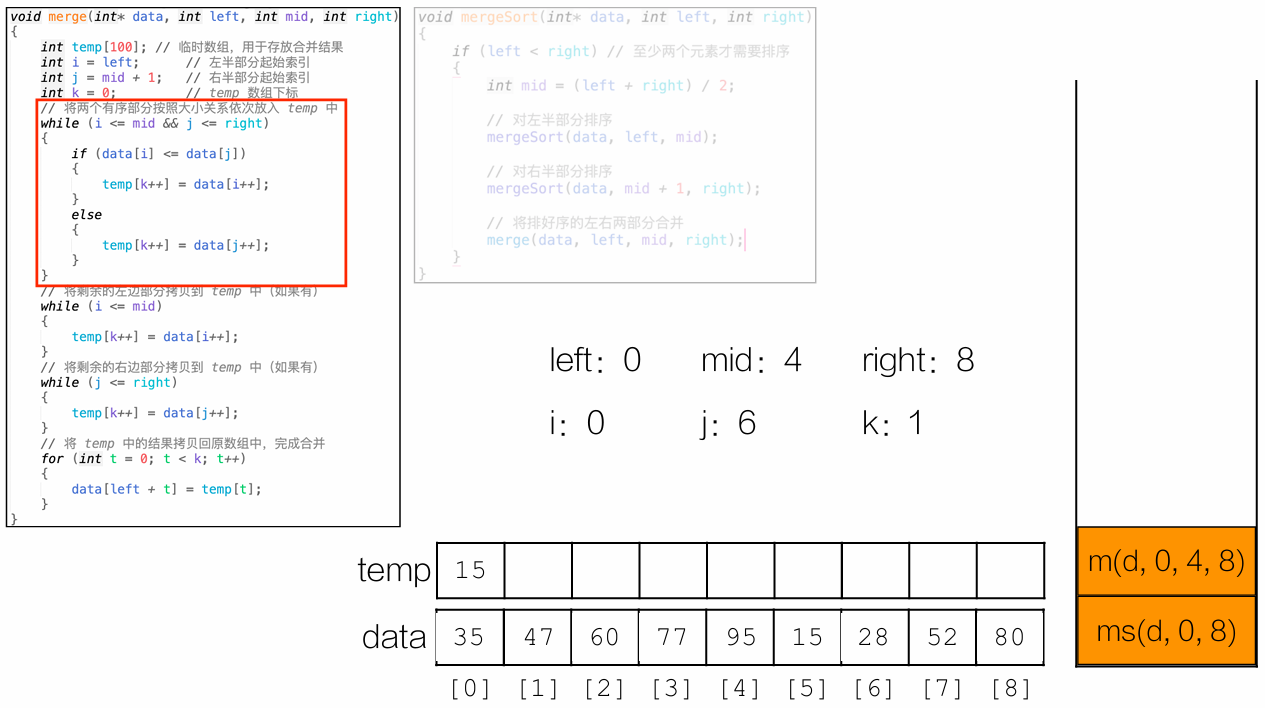 void merge(int* data, int left, int mid, int right)
{
    int temp[100]; // 临时数组，用于存放合并结果
    int i = left;      // 左半部分起始索引
    int j = mid + 1;   // 右半部分起始索引
    int k = 0;         // temp 数组下标
    // 将两个有序部分按照大小关系依次放入 temp 中
    while (i <= mid && j <= right)
    {
        if (data[i] <= data[j])
        {
            temp[k++] = data[i++];
        }
        else
        {
            temp[k++] = data[j++];
        }
    }
    // 将剩余的左边部分拷贝到 temp 中（如果有）
    while (i <= mid)
    {
        temp[k++] = data[i++];
    }
    // 将剩余的右边部分拷贝到 temp 中（如果有）
    while (j <= right)
    {
        temp[k++] = data[j++];
    }
    // 将 temp 中的结果拷贝回原数组中，完成合并
    for (int t = 0; t < k; t++)
    {
        data[left + t] = temp[t];
    }
}
void mergeSort(int* data, int left, int right)
{
    if (left < right) // 至少两个元素才需要排序
    {
        int mid = (left + right) / 2;
        // 对左半部分排序
        mergeSort(data, left, mid);
        // 对右半部分排序
        mergeSort(data, mid + 1, right);
        // 将排好序的左右两部分合并
        merge(data, left, mid, right);
    }
}
left: 0 mid: 4 right: 8
i: 0 j: 6 k: 1
temp 15
data 35 47 60 77 95 15 28 52 80
[0] [1] [2] [3] [4] [5] [6] [7] [8]
m(d, 0, 4, 8)
ms(d, 0, 8)